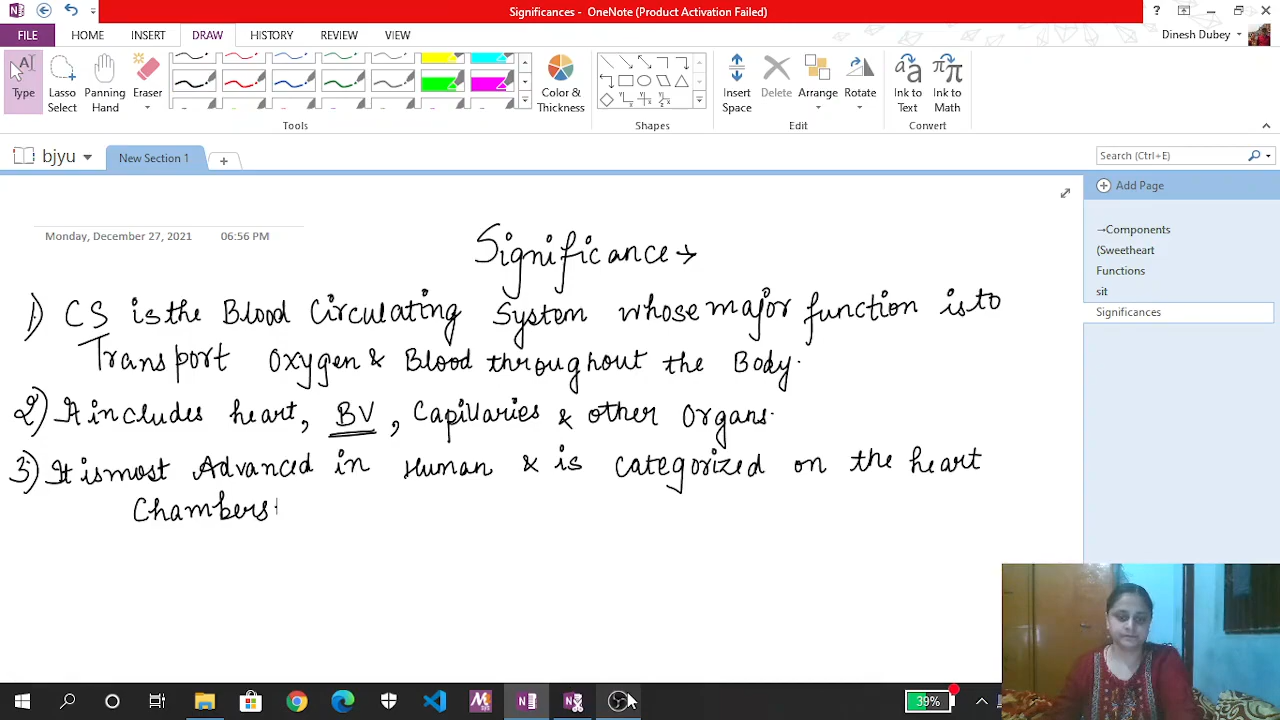 Significances - OneNote (Product Activation Failed)
?
FILE HOME INSERT DRAW HISTORY REVIEW VIEW
Dinesh Dubey
Type
Lasso Select
Panning Hand
Eraser
Color & Thickness
Insert Space
Delete
Arrange
Rotate
Ink to Text
Ink to Math
Tools
Shapes
Edit
Convert
bjyu
New Section 1
Search (Ctrl+E)
Add Page
Monday, December 27, 2021 06:56 PM
Significance →
1) CS is the Blood Circulating System whose major function is to
Transport Oxygen & Blood throughout the Body.
2) It includes heart, BV, Capillaries & other Organs.
3) It is most Advanced in Human & is categorized on the heart
Chambers
→Components
(Sweetheart
Functions
sit
Significances
39%